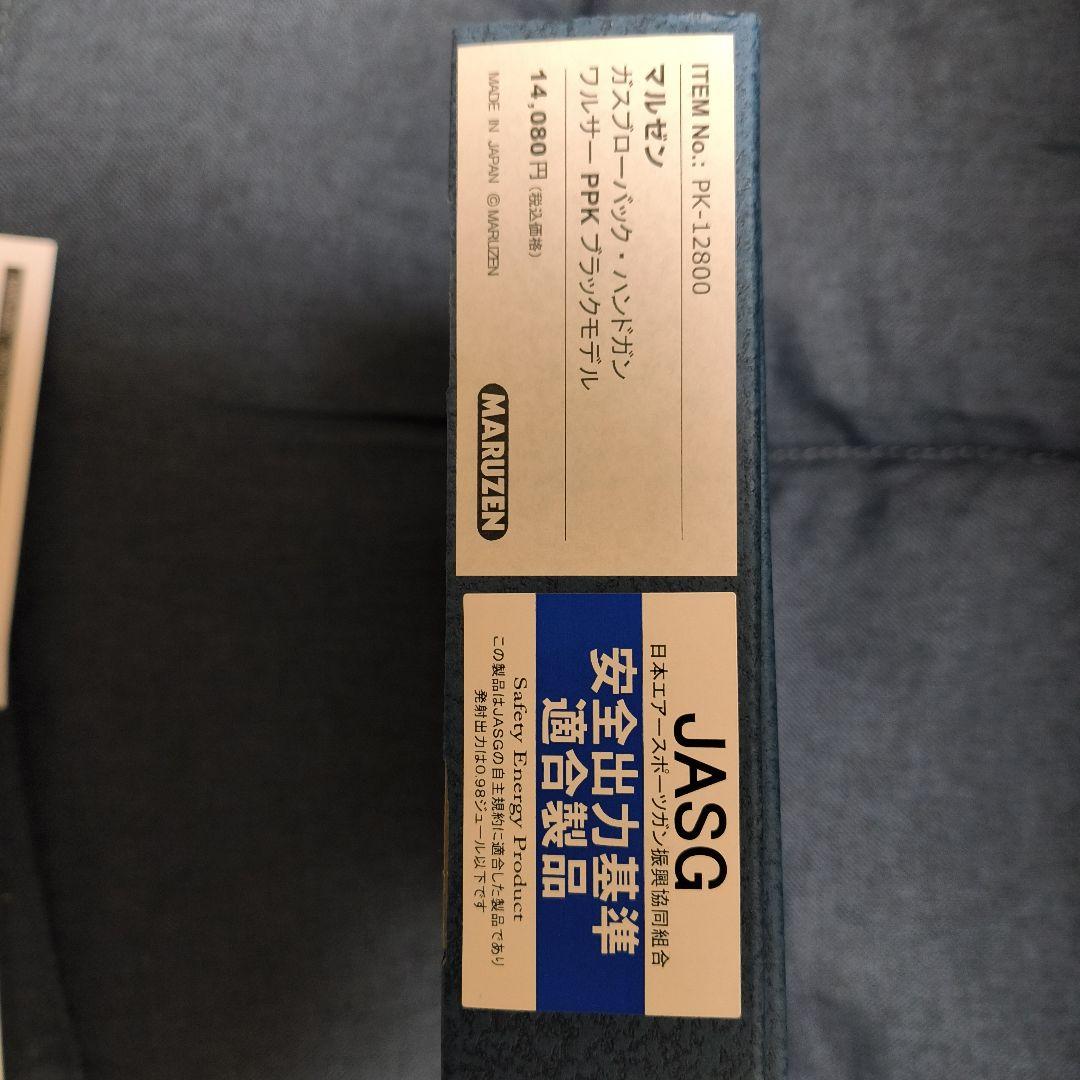 ITEM No.: PK-12800
マルゼン
ガスブローバック・ハンドガン
ワルサー PPK ブラックモデル
14,080円 (税込価格)
MADE IN JAPAN ©MARUZEN
MARUZEN
JASG
日本エアースポーツガン振興協同組合
安全出力基準
適合製品
Safety Energy Product
この製品はJASGの自主規約に適合した製品であり
発射出力は0.98ジュール以下です